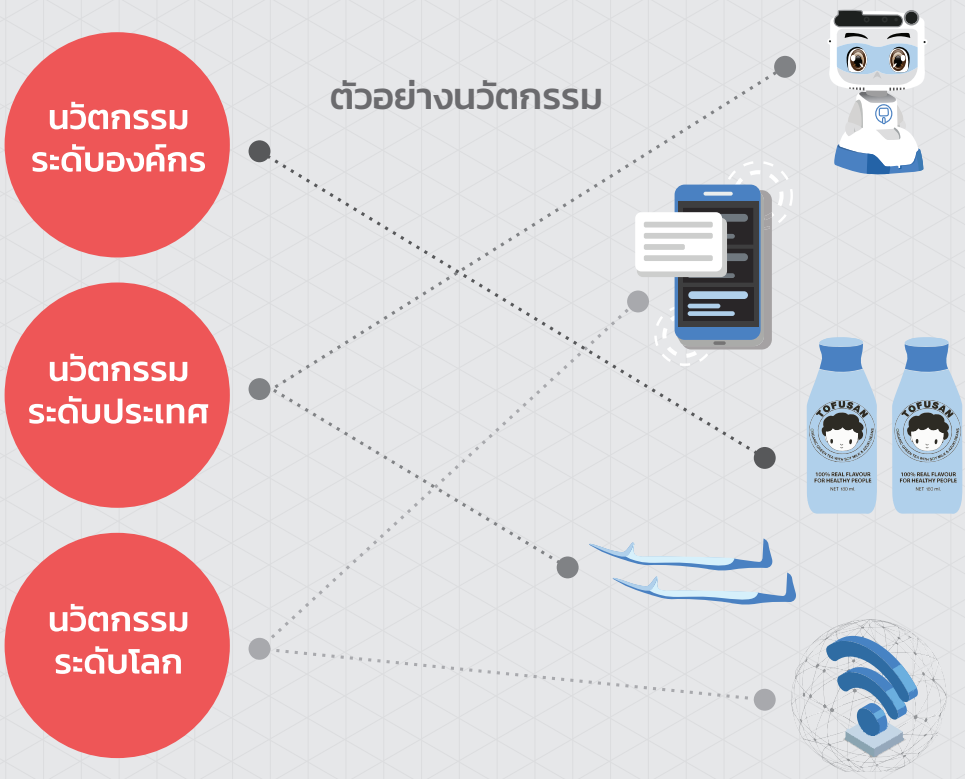 ตัวอย่างนวัตกรรม
นวัตกรรม
ระดับองค์กร
นวัตกรรม
ระดับประเทศ
นวัตกรรม
ระดับโลก
TOFUSAN
100% REAL FLAVOUR
FOR HEALTHY PEOPLE
TOFUSAN
100% REAL FLAVOUR
FOR HEALTHY PEOPLE